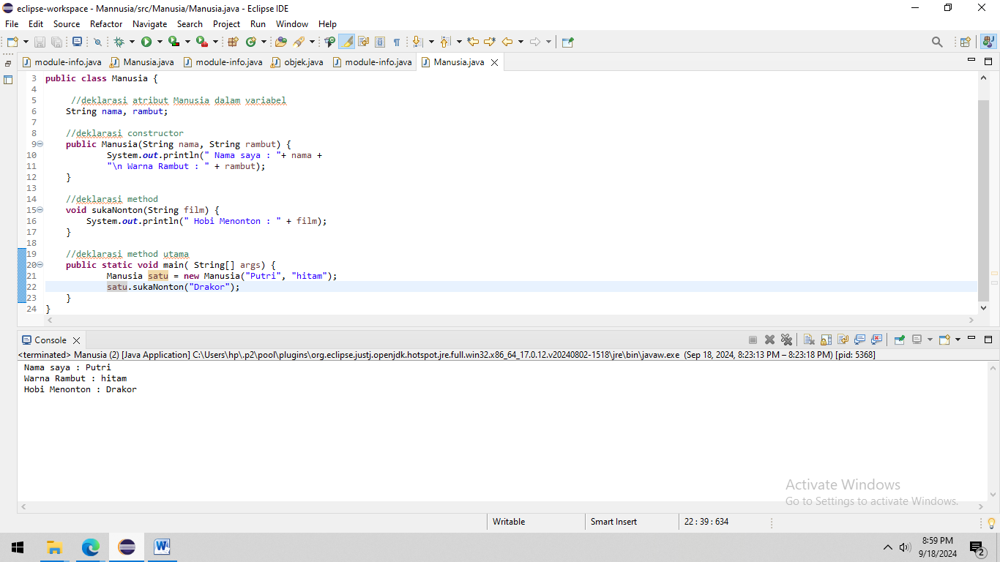 eclipse-workspace - Mannusia/src/Manusia/Manusia.java - Eclipse IDE
File Edit Source Refactor Navigate Search Project Run Window Help
module-info.java Manusia.java module-info.java objek.java module-info.java Manusia.java
3 public class Manusia {
4
5 //deklarasi atribut Manusia dalam variabel
6 String nama, rambut;
7
8 //deklarasi constructor
9 public Manusia(String nama, String rambut) {
10 System.out.println(" Nama saya : "+ nama +
11 "\n Warna Rambut : " + rambut);
12 }
13
14 //deklarasi method
15 void sukaNonton(String film) {
16 System.out.println(" Hobi Menonton : " + film);
17 }
18
19 //deklarasi method utama
20 public static void main( String[] args) {
21 Manusia satu = new Manusia("Putri", "hitam");
22 satu.sukaNonton("Drakor");
23 }
24 }
Console
<terminated> Manusia (2) [Java Application] C:\Users\hp\.p2\pool\plugins\org.eclipse.justj.openjdk.hotspot.jre.full.win32.x86_64_17.0.12.v20240802-1518\jre\bin\javaw.exe (Sep 18, 2024, 8:23:13 PM – 8:23:18 PM) [pid: 5368]
Nama saya : Putri
Warna Rambut : hitam
Hobi Menonton : Drakor
Activate Windows
Go to Settings to activate Windows.
Writable Smart Insert 22 : 39 : 634
8:59 PM
9/18/2024
2